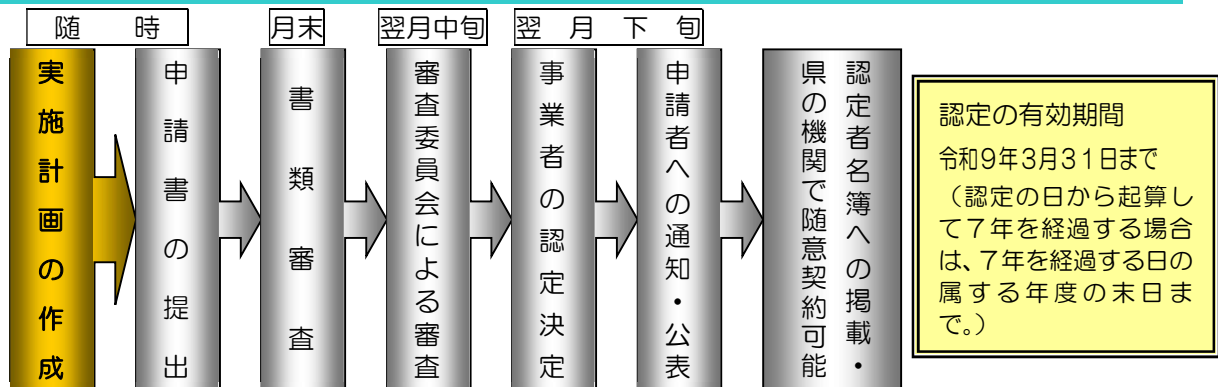 随時
月末
翌月中旬
翌月下旬
実施計画の作成
申請書の提出
書類審査
審査委員会による審査
事業者の認定決定
申請者への通知・公表
認定者名簿への掲載・
県の機関で随意契約可能
認定の有効期間
令和9年3月31日まで
（認定の日から起算し
て７年を経過する場合
は、７年を経過する日の
属する年度の末日ま
で。）